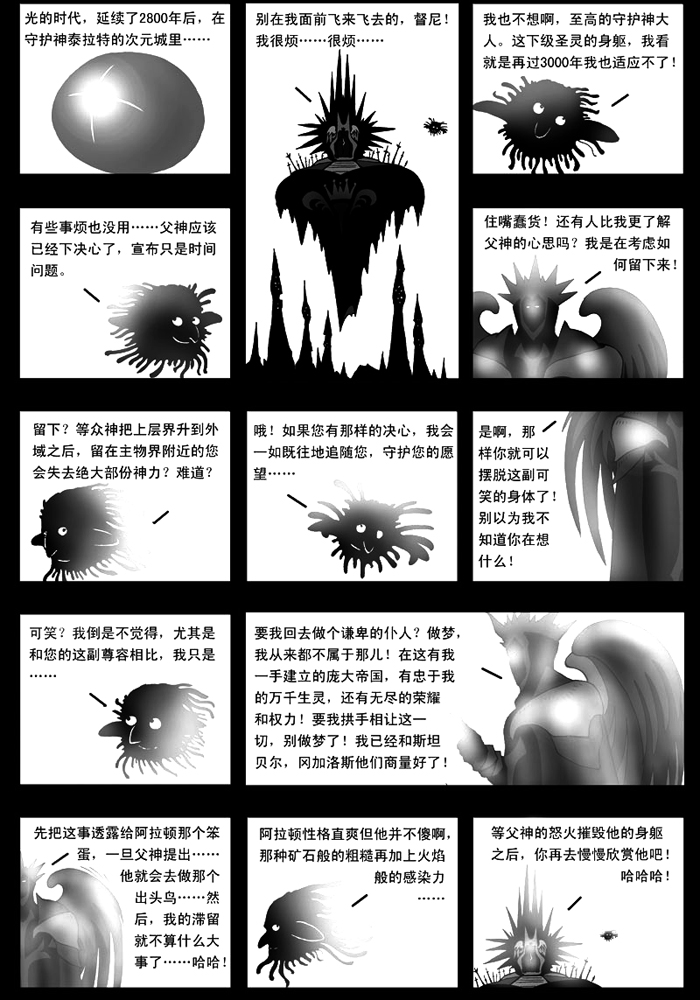 光的时代，延续了2800年后，在
守护神泰拉特的次元城里……
别在我面前飞来飞去的，督尼！
我很烦……很烦……
我也不想啊，至高的守护神大
人。这下级圣灵的身躯，我看
就是再过3000年我也适应不了！
有些事烦也没用……父神应该
已经下决心了，宣布只是时间
问题。
住嘴蠢货！还有人比我更了解
父神的心思吗？我是在考虑如
何留下来！
留下？等众神把上层界升到外
域之后，留在主物界附近的您
会失去绝大部份神力？难道？
哦！如果您有那样的决心，我会
一如既往地追随您，守护您的愿
望……
是啊，那
样你就可以
摆脱这副可
笑的身体了！
别以为我不
知道你在想
什么！
可笑？我倒是不觉得，尤其是
和您的这副尊容相比，我只是
……
要我回去做个谦卑的仆人？做梦，
我从来都不属于那儿！在这有我
一手建立的庞大帝国，有忠于我
的万千生灵，还有无尽的荣耀
和权力！要我拱手相让这一
切，别做梦了！我已经和斯坦
贝尔，冈加洛斯他们商量好了！
先把这事透露给阿拉顿那个笨
蛋，一旦父神提出……
他就会去做那个
出头鸟……然
后，我的滞留
就不算什么大
事了……哈哈！
阿拉顿性格直爽但他并不傻啊，
那种矿石般的粗糙再加上火焰
般的感染力
……
等父神的怒火摧毁他的身躯
之后，你再去慢慢欣赏他吧！
哈哈哈！